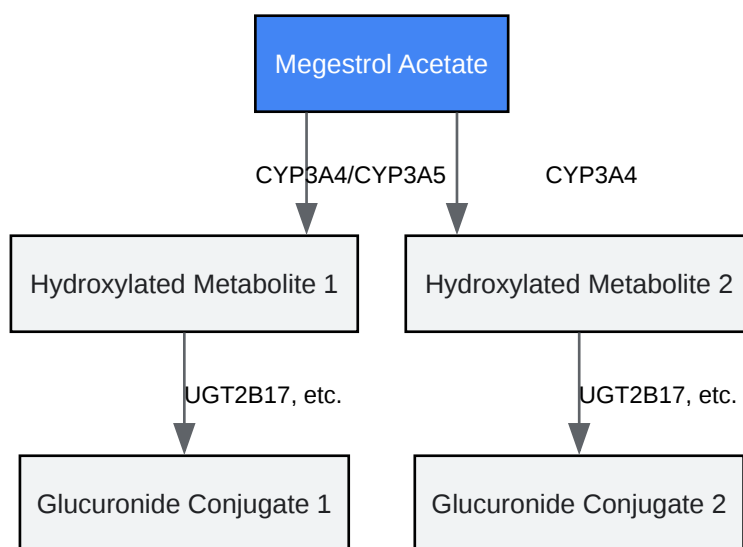 Megestrol Acetate
CYP3A4/CYP3A5
CYP3A4
Hydroxylated Metabolite 1
Hydroxylated Metabolite 2
UGT2B17, etc.
UGT2B17, etc.
Glucuronide Conjugate 1
Glucuronide Conjugate 2